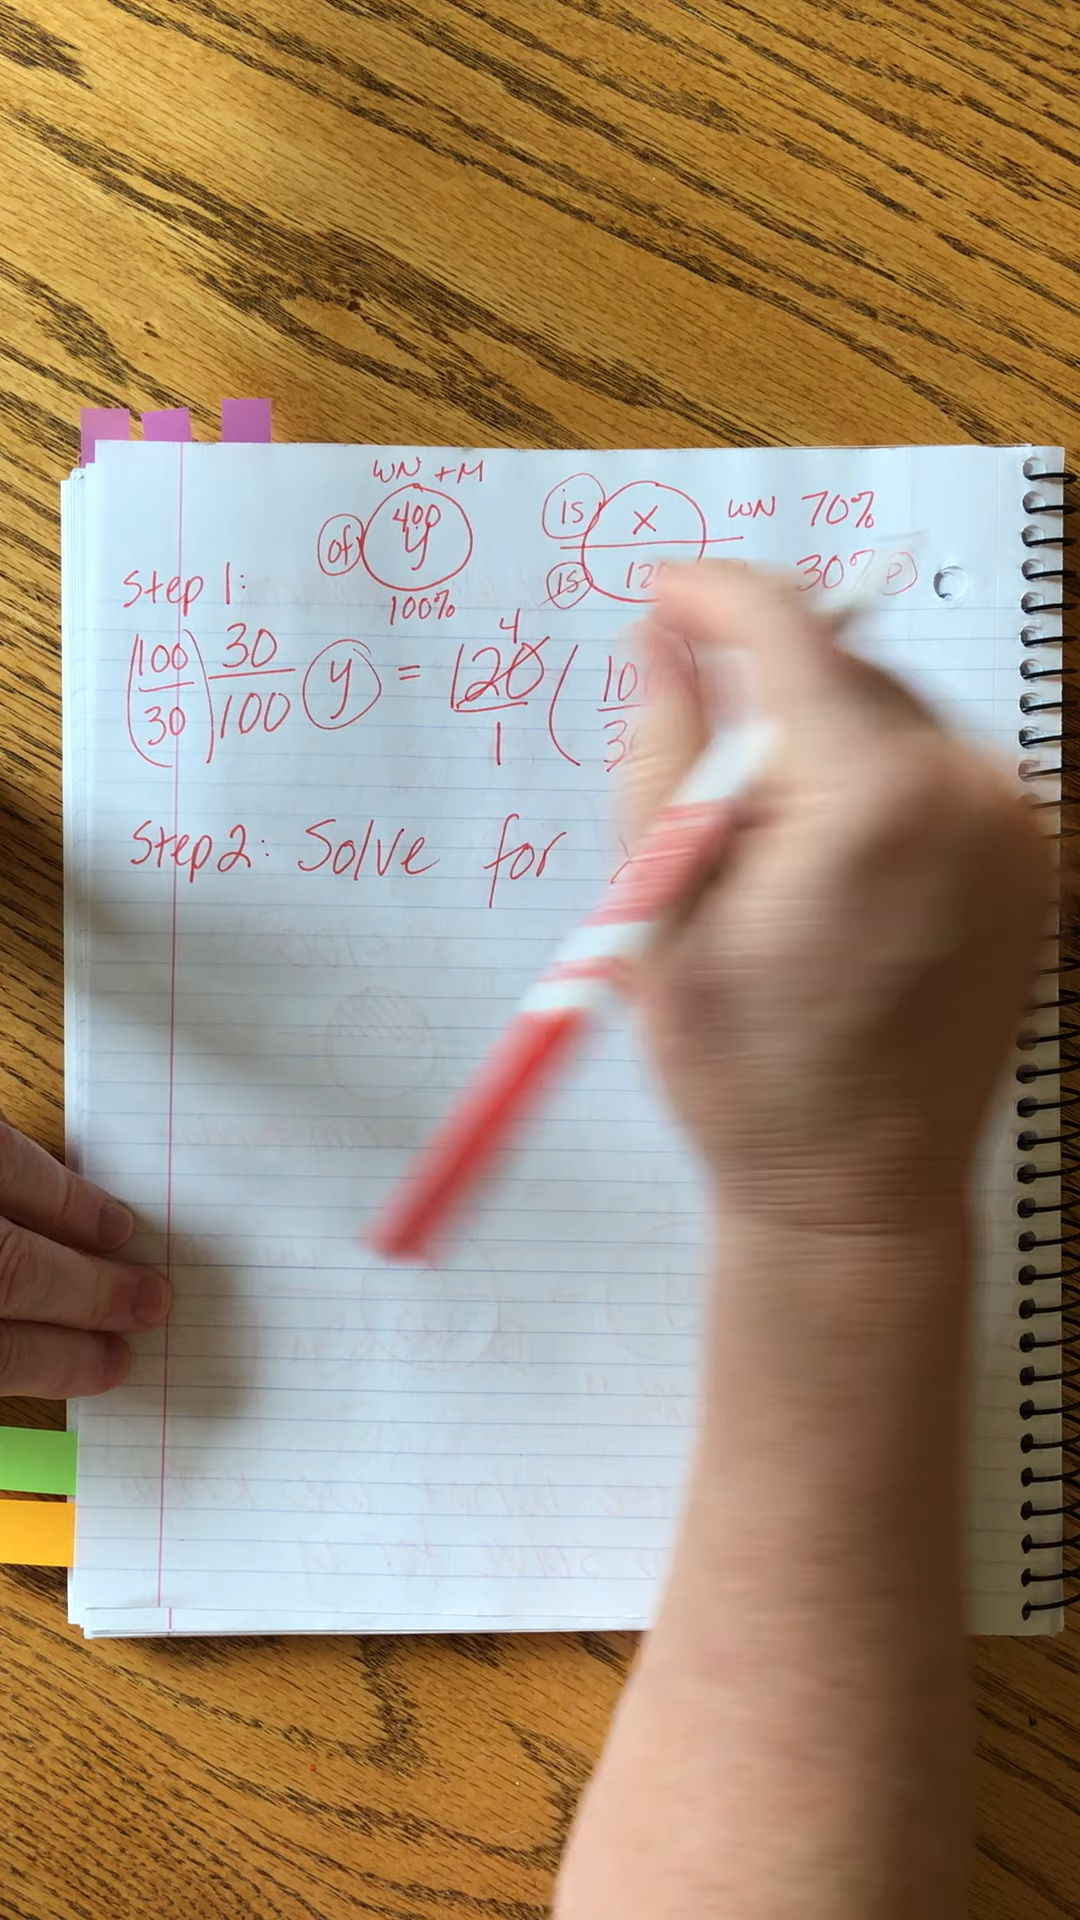 WN + M
of 400 y 100%
is x WN 70%
is 30% P
Step 1:
(100/30) 30/100 y = 120/1 (
4
Step 2: Solve for